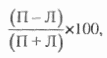 (П – Л)
(П + Л) ×100,